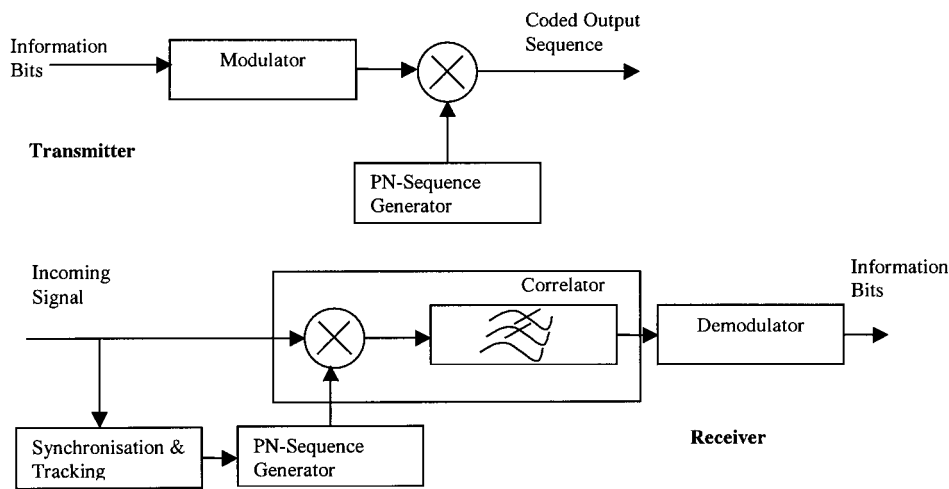 Information
Bits
Modulator
Coded Output
Sequence
Transmitter
PN-Sequence
Generator
Incoming
Signal
Correlator
Information
Bits
Demodulator
Synchronisation &
Tracking
PN-Sequence
Generator
Receiver